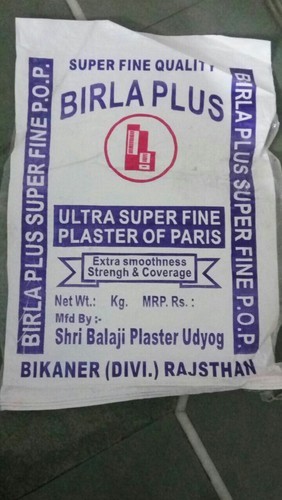 SUPER FINE QUALITY
BIRLA PLUS
BIRLA PLUS SUPER FINE P.O.P.
BIRLA PLUS SUPER FINE P.O.P.
ULTRA SUPER FINE
PLASTER OF PARIS
Extra smoothness
Strengh & Coverage
Net Wt.: Kg. MRP. Rs :
Mfd By :-
Shri Balaji Plaster Udyog
BIKANER (DIVI.) RAJSTHAN